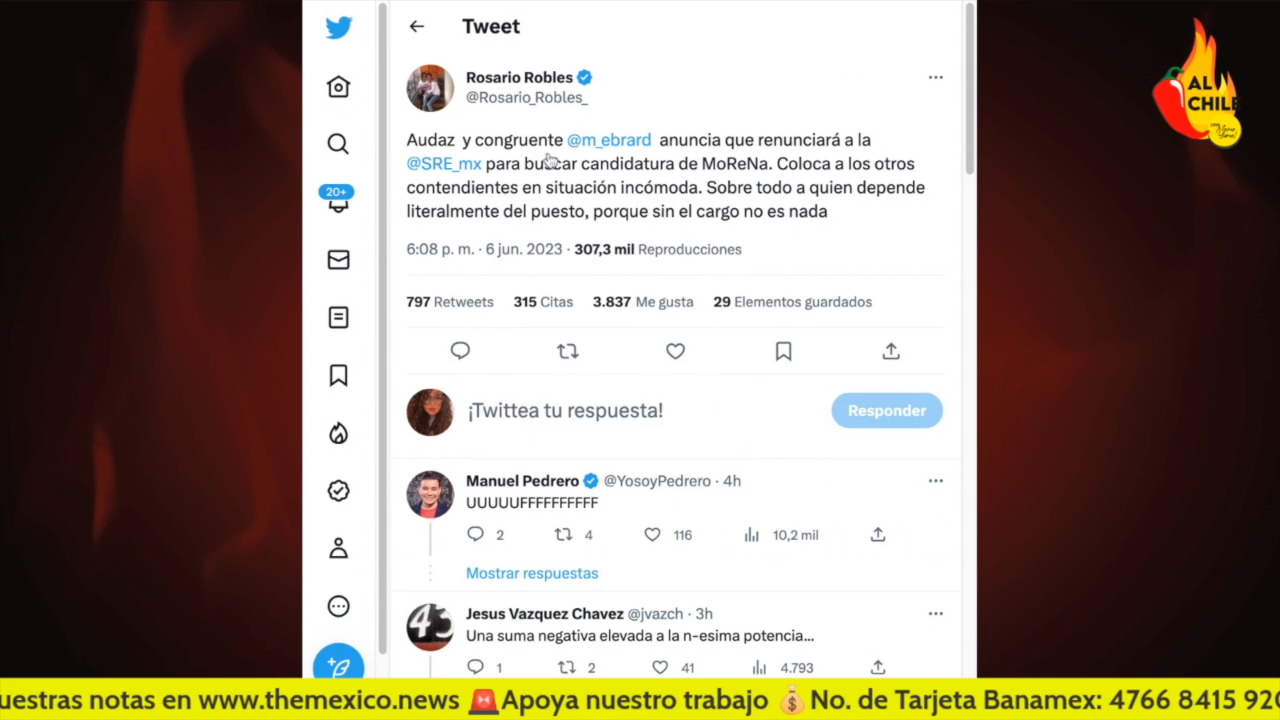 Tweet
AL
CHILE
Rosario Robles
@Rosario_Robles_
Audaz y congruente @m_ebrard anuncia que renunciará a la
@SRE_mx para buscar candidatura de MoReNa. Coloca a los otros
contendientes en situación incómoda. Sobre todo a quien depende
literalmente del puesto, porque sin el cargo no es nada
20+
6:08 p. m. · 6 jun. 2023 · 307,3 mil Reproducciones
797 Retweets 315 Citas 3.837 Me gusta 29 Elementos guardados
¡Twittea tu respuesta!
Responder
Manuel Pedrero @YosoyPedrero · 4h
UUUUUFFFFFFFFFF
2 4 116 10,2 mil
Mostrar respuestas
43
Jesus Vazquez Chavez @jvazch · 3h
Una suma negativa elevada a la n-esima potencia...
1 2 41 4.793
uestras notas en www.themexico.news 🚨Apoya nuestro trabajo 💰No. de Tarjeta Banamex: 4766 8415 920